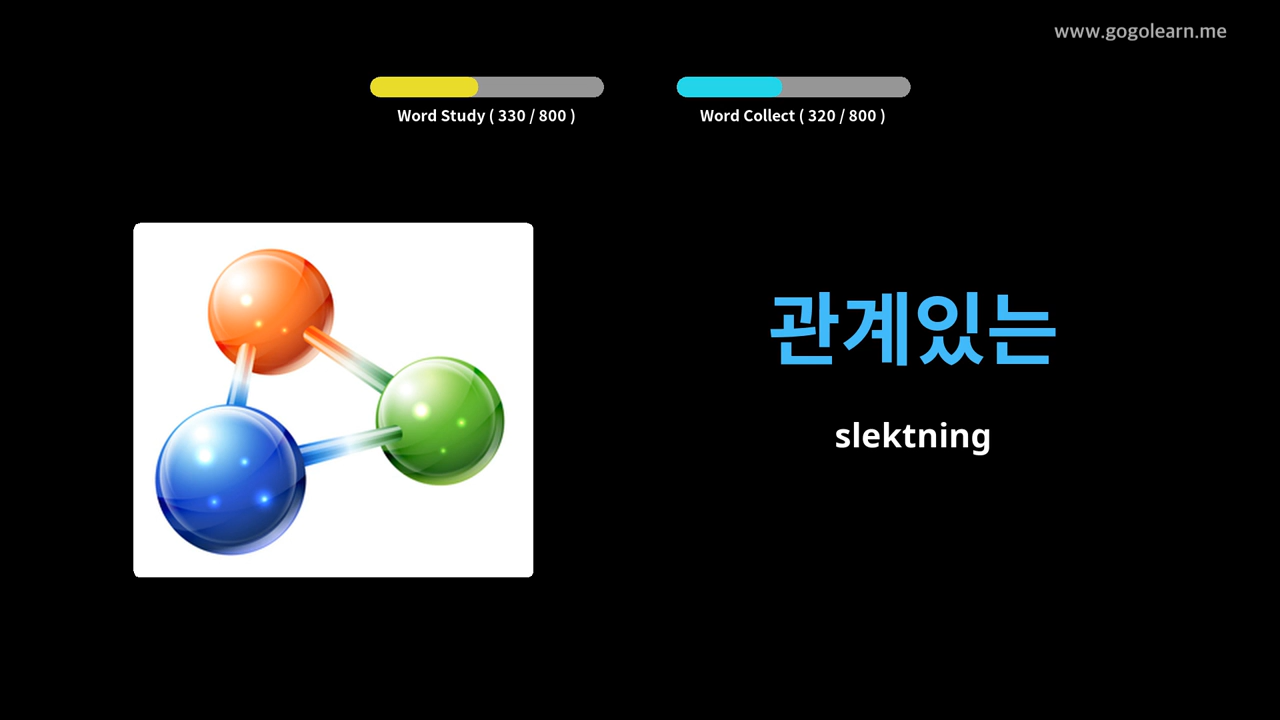 www.gogolearn.me
Word Study ( 330 / 800 )
Word Collect ( 320 / 800 )
관계있는
slektning